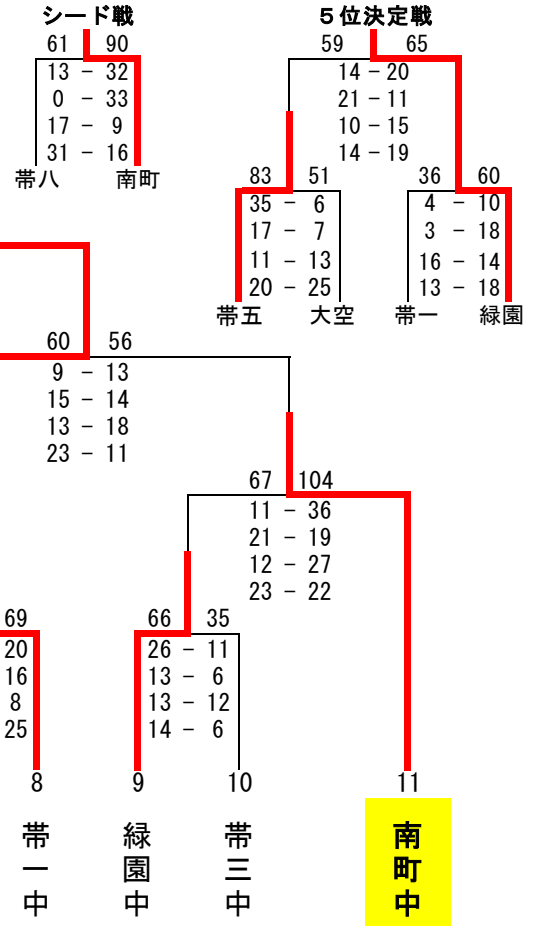 シード戦
61 90
13 − 32
0 − 33
17 − 9
31 − 16
帯八 南町
５位決定戦
59 65
14 − 20
21 − 11
10 − 15
14 − 19
83 51
35 − 6
17 − 7
11 − 13
20 − 25
帯五 大空
36 60
4 − 10
3 − 18
16 − 14
13 − 18
帯一 緑園
60 56
9 − 13
15 − 14
13 − 18
23 − 11
67 104
11 − 36
21 − 19
12 − 27
23 − 22
69
20
16
8
25
66 35
26 − 11
13 − 6
13 − 12
14 − 6
8 9 10 11
帯一中
緑園中
帯三中
南町中